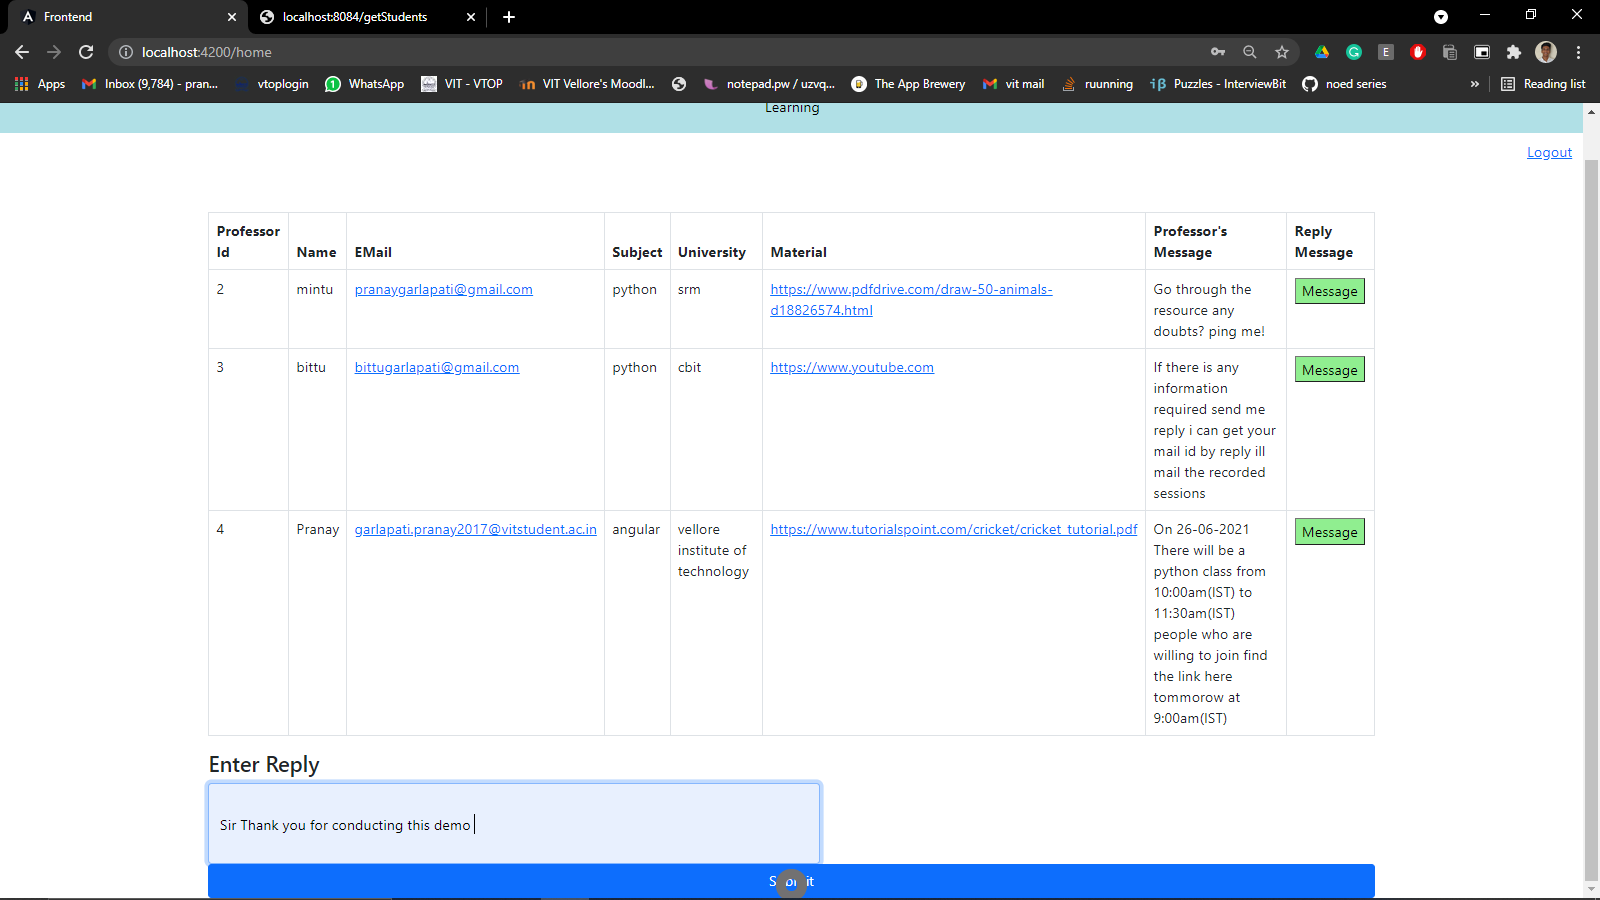 Frontend
localhost:8084/getStudents
localhost:4200/home
E
Apps
Inbox (9,784) - pran...
vtoplogin
WhatsApp
VIT - VTOP
VIT Vellore's Moodl...
notepad.pw / uzvq...
The App Brewery
vit mail
ruunning
Puzzles - InterviewBit
noed series
»
Reading list
Learning
Logout
Professor Id
Name
EMail
Subject
University
Material
Professor's Message
Reply Message
2
mintu
pranaygarlapati@gmail.com
python
srm
https://www.pdfdrive.com/draw-50-animals-
d18826574.html
Go through the
resource any
doubts? ping me!
Message
3
bittu
bittugarlapati@gmail.com
python
cbit
https://www.youtube.com
If there is any
information
required send me
reply i can get your
mail id by reply ill
mail the recorded
sessions
Message
4
Pranay
garlapati.pranay2017@vitstudent.ac.in
angular
vellore
institute of
technology
https://www.tutorialspoint.com/cricket/cricket_tutorial.pdf
On 26-06-2021
There will be a
python class from
10:00am(IST) to
11:30am(IST)
people who are
willing to join find
the link here
tommorow at
9:00am(IST)
Message
Enter Reply
Sir Thank you for conducting this demo
Submit